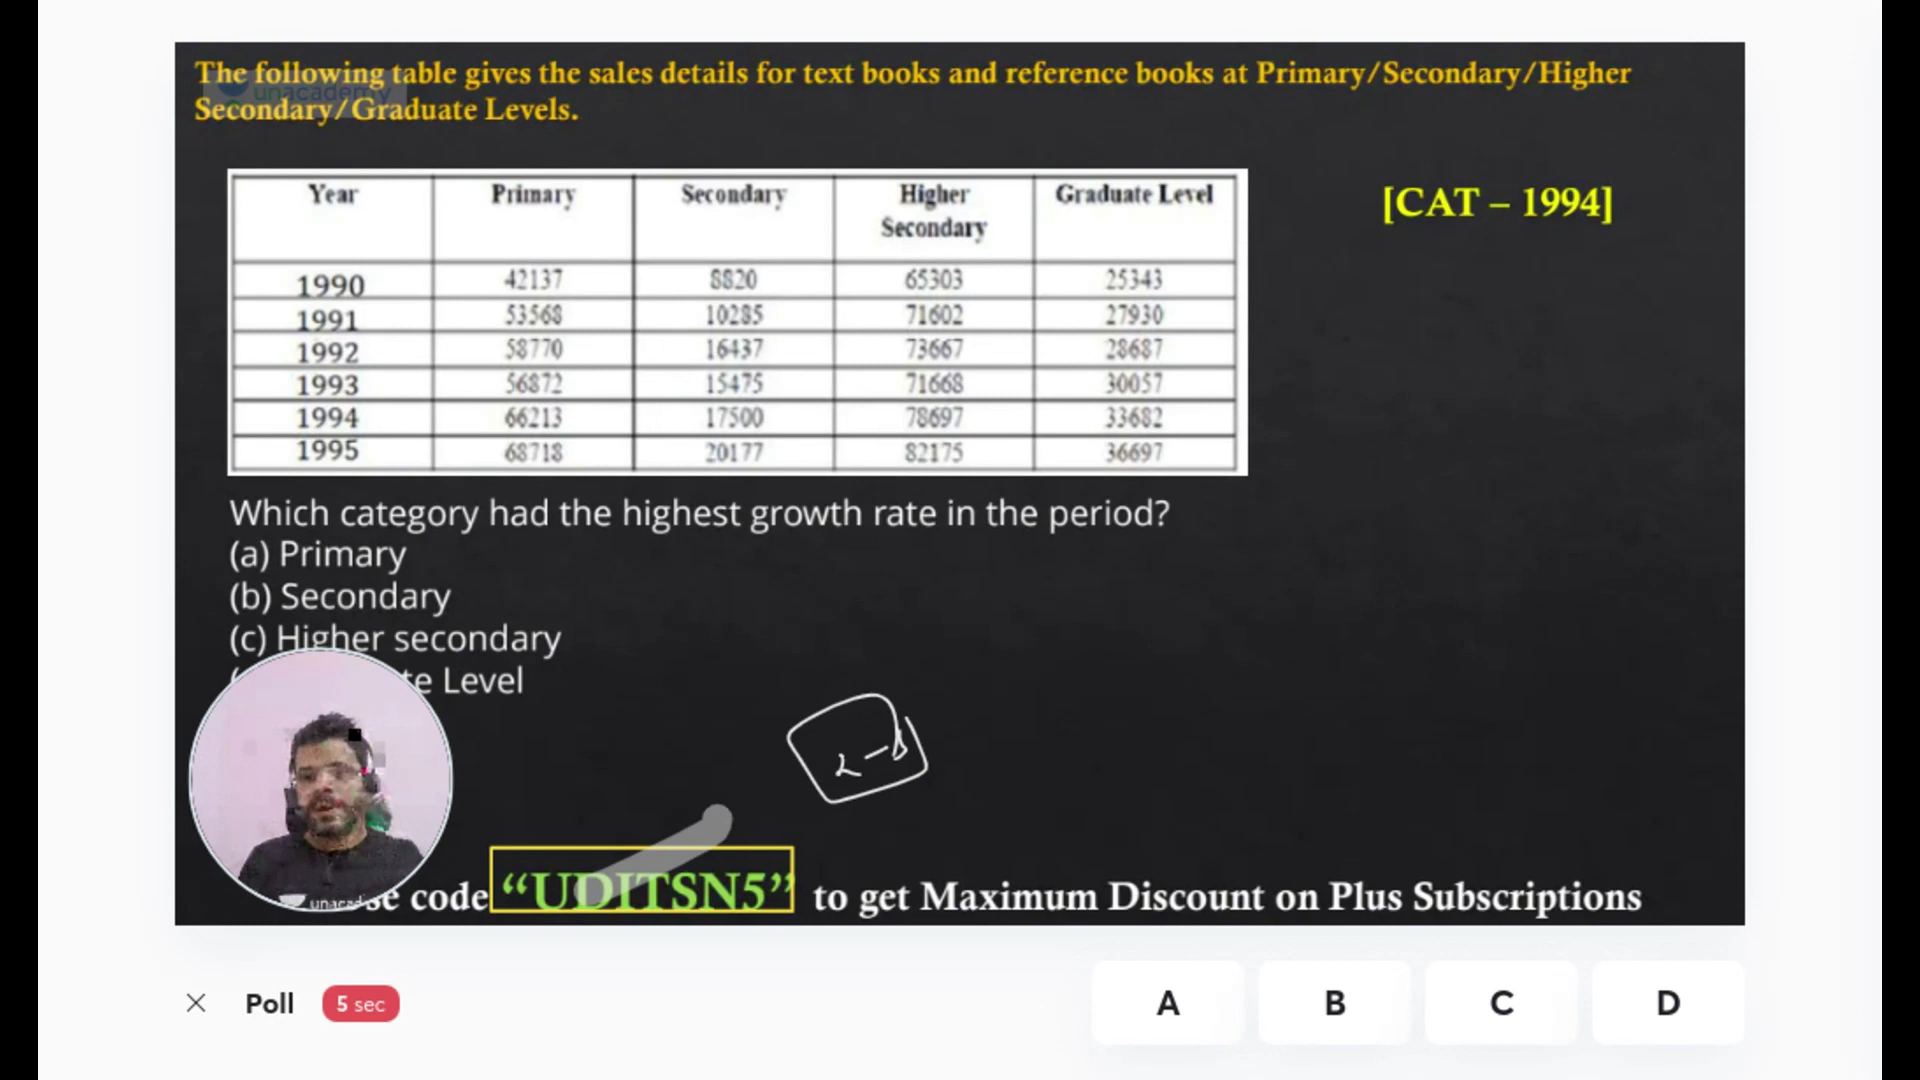 The following table gives the sales details for text books and reference books at Primary/Secondary/Higher
Secondary/Graduate Levels.
unacademy
[CAT – 1994]
Year Primary Secondary Higher Secondary Graduate Level
1990 42137 8820 65303 25343
1991 53568 10285 71602 27930
1992 58770 16437 73667 28687
1993 56872 15475 71668 30057
1994 66213 17500 78697 33682
1995 68718 20177 82175 36697
Which category had the highest growth rate in the period?
(a) Primary
(b) Secondary
(c) Higher secondary
Level
code “UDITSN5” to get Maximum Discount on Plus Subscriptions
Poll 5 sec A B C D